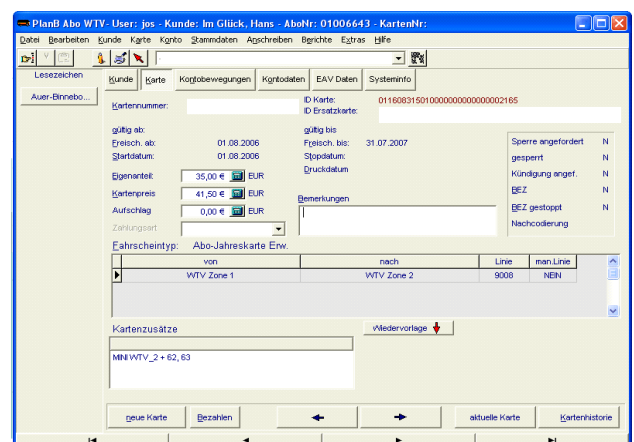 PlanB Abo WTV- User: jos - Kunde: Im Glück, Hans - AboNr: 01006643 - KartenNr:
Datei Bearbeiten Kunde Karte Konto Stammdaten Anschreiben Berichte Extras Hilfe
Lesezeichen
Kunde Karte Kontobewegungen Kontodaten EAV Daten Systeminfo
Auer-Binnebo...
Kartennummer:
ID Karte: 01160831501000000000000002165
ID Ersatzkarte:
gültig ab: gültig bis
Freisch. ab: 01.08.2006 Freisch. bis: 31.07.2007
Startdatum: 01.08.2006 Stopdatum:
Druckdatum
Eigenanteil: 35,00 € EUR
Kartenpreis 41,50 € EUR
Aufschlag 0,00 € EUR
Zahlungsart
Bemerkungen
Sperre angefordert N
gesperrt N
Kündigung angef. N
BEZ N
BEZ gestoppt N
Nachcodierung
Fahrscheintyp: Abo-Jahreskarte Erw.
von nach Linie man.Linie
WTV Zone 1 WTV Zone 2 9008 NEIN
Kartenzusätze Wiedervorlage
MINI WTV_2 + 62, 63
neue Karte Bezahlen aktuelle Karte Kartenhistorie